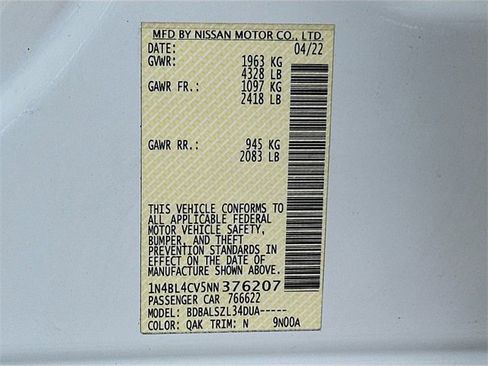 MFD BY NISSAN MOTOR CO., LTD.
DATE: 04/22
GVWR: 1963 KG
4328 LB
GAWR FR.: 1097 KG
2418 LB
GAWR RR.: 945 KG
2083 LB
THIS VEHICLE CONFORMS TO
ALL APPLICABLE FEDERAL
MOTOR VEHICLE SAFETY,
BUMPER, AND THEFT
PREVENTION STANDARDS IN
EFFECT ON THE DATE OF
MANUFACTURE SHOWN ABOVE.
1N4BL4CV5NN376207
PASSENGER CAR 766622
MODEL: BDBALSZL34DUA-----
COLOR: QAK TRIM: N 9N00A